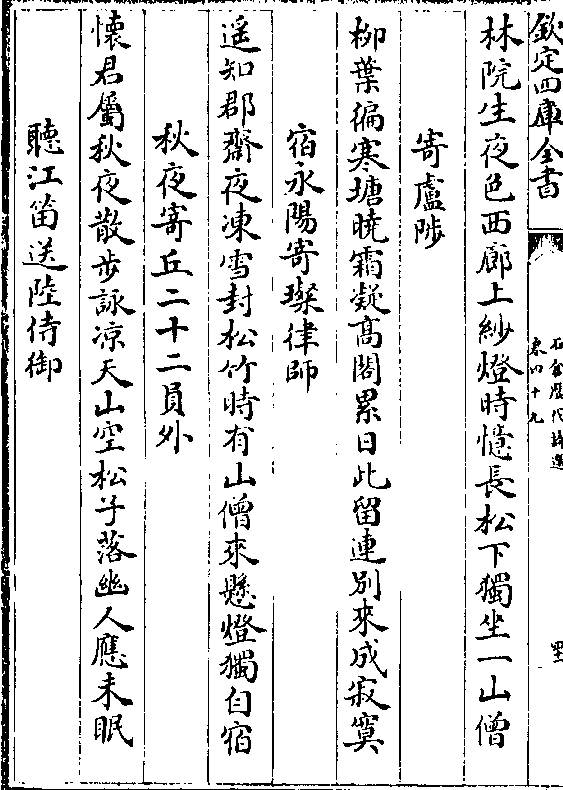 欽定四庫全書
石倉歷代詩選
卷四十九
林院生夜色西廊上紗燈時憶長松下獨坐一山僧
寄盧陟
栁葉徧寒塘曉霜凝高閣累日此留連別來成寂寞
宿永陽寄璨律師
遥知郡齋夜凍雪封松竹時有山僧來懸燈獨自宿
秋夜寄丘二十二員外
懷君屬秋夜散步詠涼天山空松子落幽人應未眠
聽江笛送陸侍御